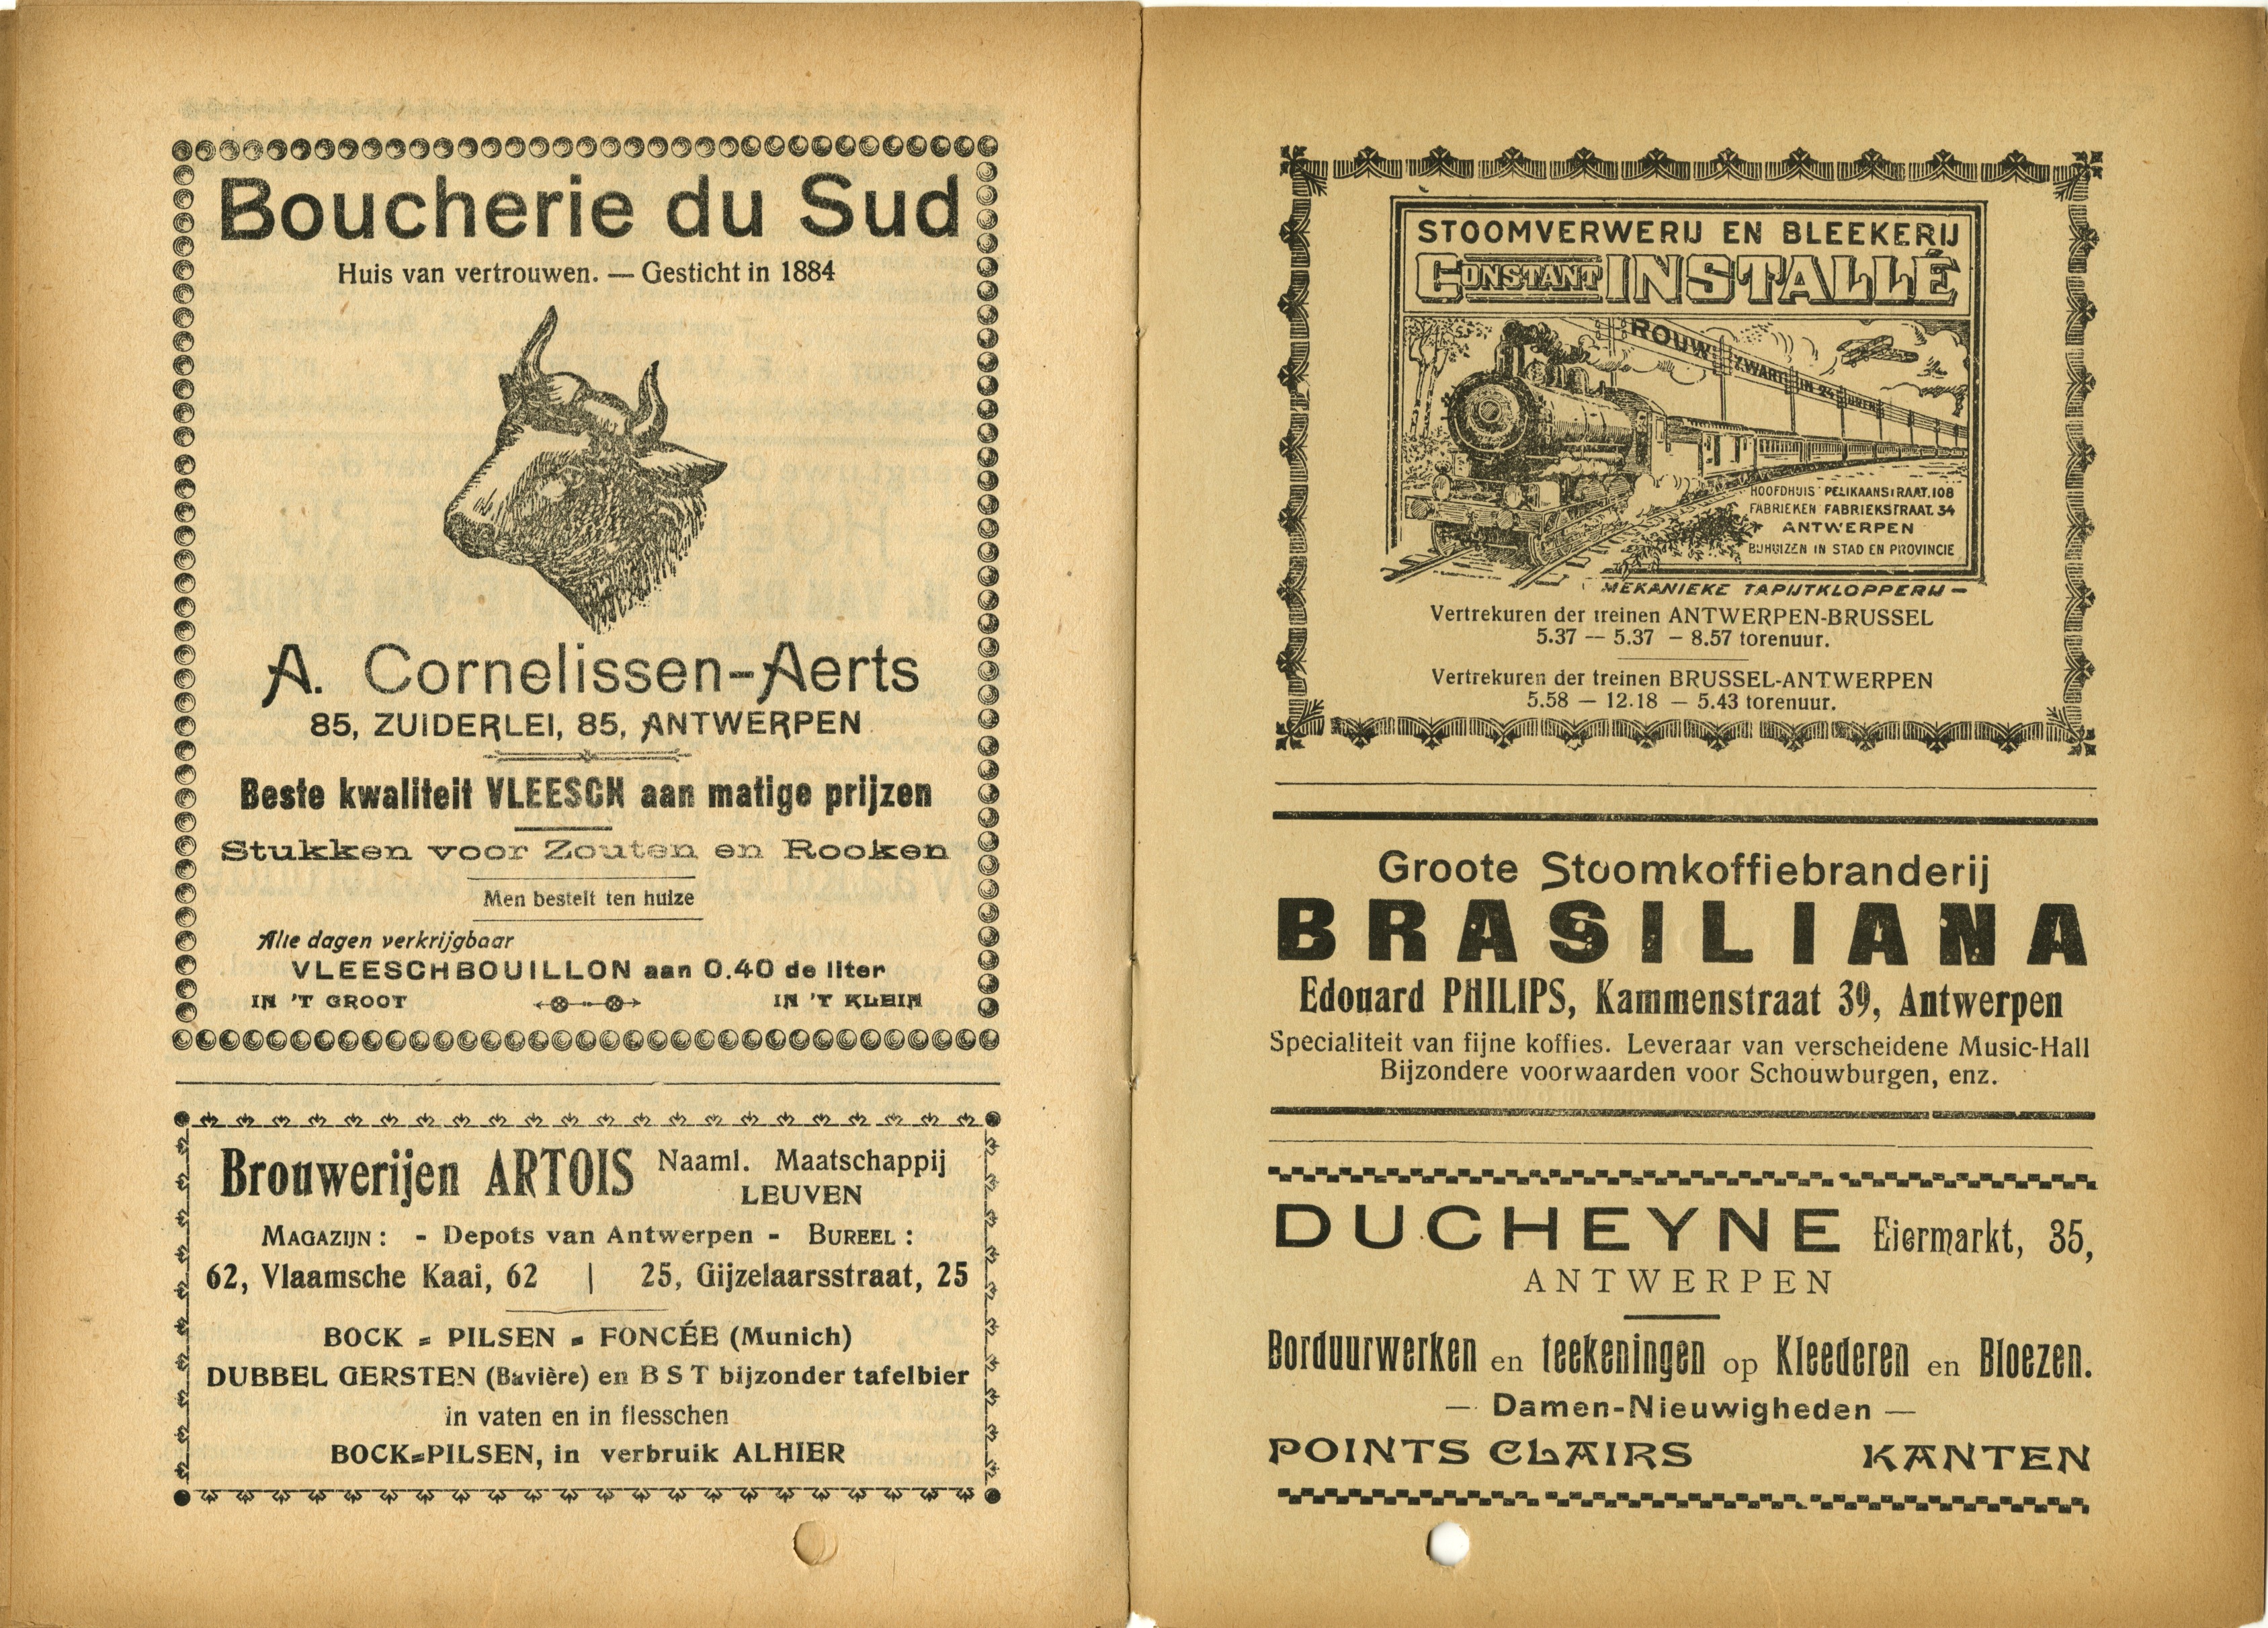 Boucherie du Sud
Huis van vertrouwen. — Gesticht in 1884
A. Cornelissen-Aerts
85, ZUIDERLEI, 85, ANTWERPEN
Beste kwaliteit VLEESCH aan matige prijzen
Stukken voor Zouten en Rooken
Men bestelt ten huize
Alle dagen verkrijgbaar
VLEESCHBOUILLON aan 0.40 de liter
IN 'T GROOT IN 'T KLEIN
Brouwerijen ARTOIS Naaml. Maatschappij
LEUVEN
MAGAZIJN : - Depots van Antwerpen - BUREEL :
62, Vlaamsche Kaai, 62 | 25, Gijzelaarsstraat, 25
BOCK - PILSEN - FONCÉE (Munich)
DUBBEL GERSTEN (Bavière) en B S T bijzonder tafelbier
in vaten en in flesschen
BOCK-PILSEN, in verbruik ALHIER
STOOMVERWERIJ EN BLEEKERIJ
CONSTANT INSTALLÉ
ROUW ZWART IN 24 UREN
HOOFDHUIS PELIKAANSTRAAT. 108
FABRIEKEN FABRIEKSTRAAT. 34
ANTWERPEN
BIJHUIZEN IN STAD EN PROVINCIE
MEKANIEKE TAPIJTKLOPPERIJ —
Vertrekuren der treinen ANTWERPEN-BRUSSEL
5.37 — 5.37 — 8.57 torenuur.
Vertrekuren der treinen BRUSSEL-ANTWERPEN
5.58 — 12.18 — 5.43 torenuur.
Groote Stoomkoffiebranderij
BRASILIANA
Edouard PHILIPS, Kammenstraat 39, Antwerpen
Specialiteit van fijne koffies. Leveraar van verscheidene Music-Hall
Bijzondere voorwaarden voor Schouwburgen, enz.
DUCHEYNE Eiermarkt, 35,
ANTWERPEN
Borduurwerken en teekeningen op Kleederen en Bloezen.
— Damen-Nieuwigheden —
POINTS CLAIRS KANTEN